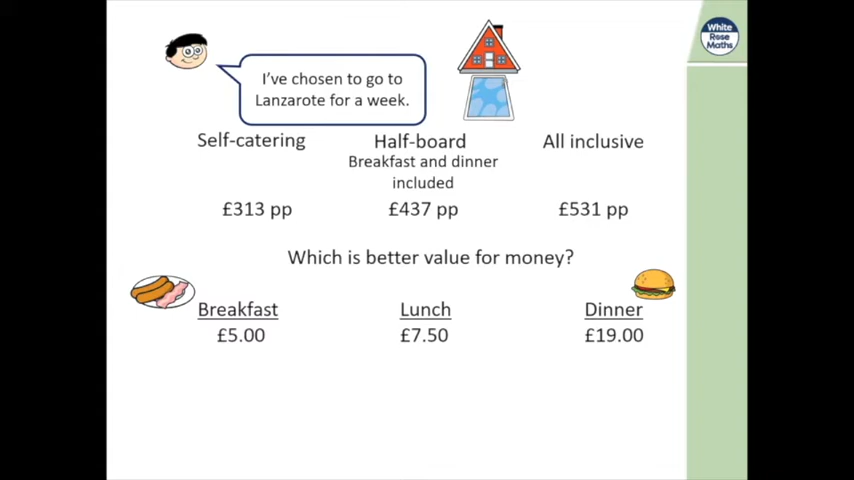 White
Rose
Maths
I've chosen to go to
Lanzarote for a week.
Self-catering
Half-board
All inclusive
Breakfast and dinner
included
£313 pp
£437 pp
£531 pp
Which is better value for money?
Breakfast
Lunch
Dinner
£5.00
£7.50
£19.00